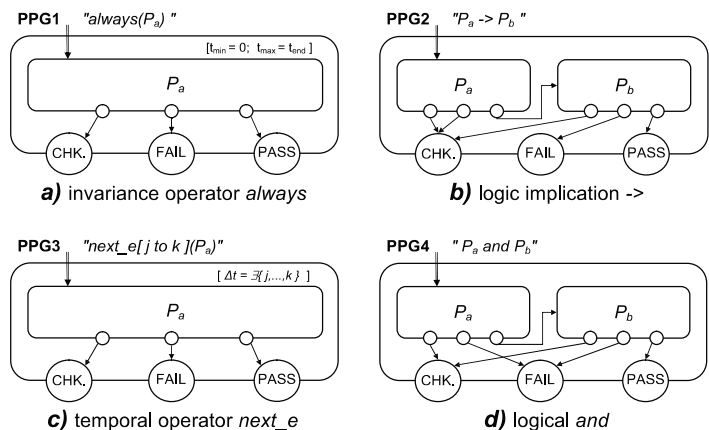 PPG1 "always(Pa) "
[tmin = 0; tmax = tend ]
Pa
CHK. FAIL PASS
a) invariance operator always
PPG2 "Pa -> Pb "
Pa Pb
CHK. FAIL PASS
b) logic implication ->
PPG3 "next_e[ j to k ](Pa)"
[ Δt = ∃{ j,...,k } ]
Pa
CHK. FAIL PASS
c) temporal operator next_e
PPG4 " Pa and Pb"
Pa Pb
CHK. FAIL PASS
d) logical and